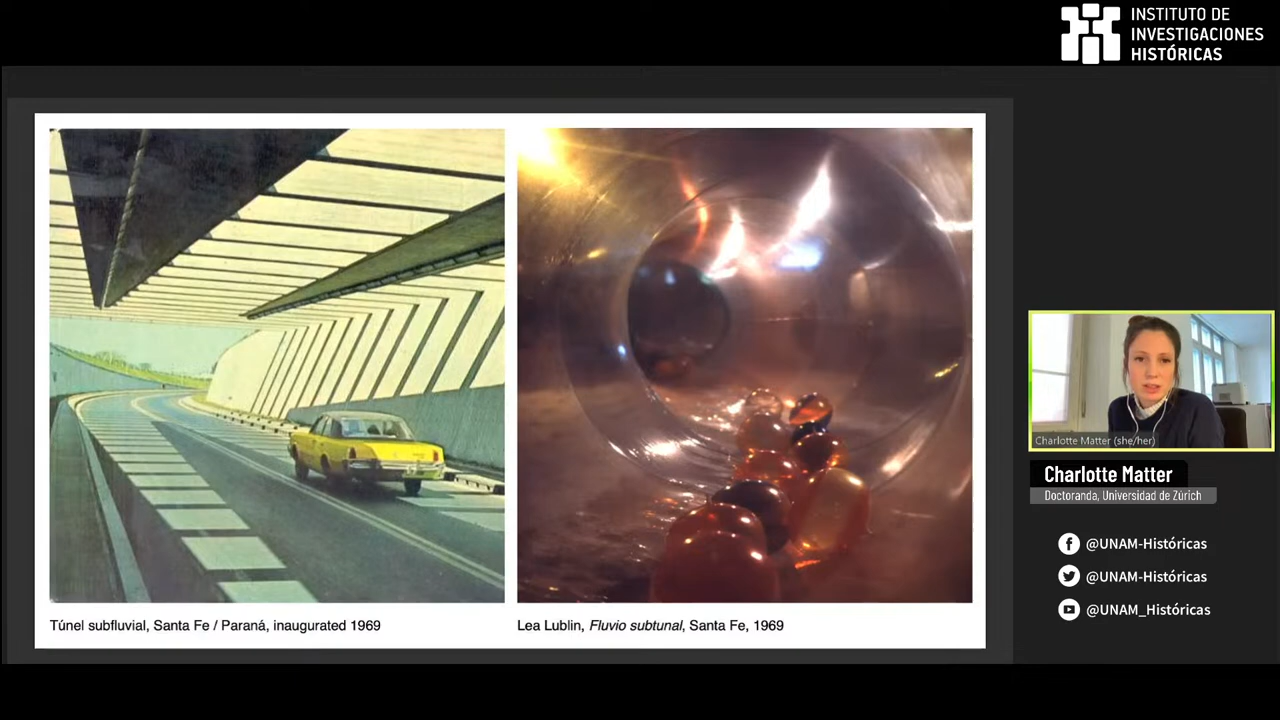 INSTITUTO DE
INVESTIGACIONES
HISTÓRICAS
Túnel subfluvial, Santa Fe / Paraná, inaugurated 1969
Lea Lublin, Fluvio subtunal, Santa Fe, 1969
Charlotte Matter (she/her)
Charlotte Matter
Doctoranda, Universidad de Zúrich
@UNAM-Históricas
@UNAM-Históricas
@UNAM_Históricas